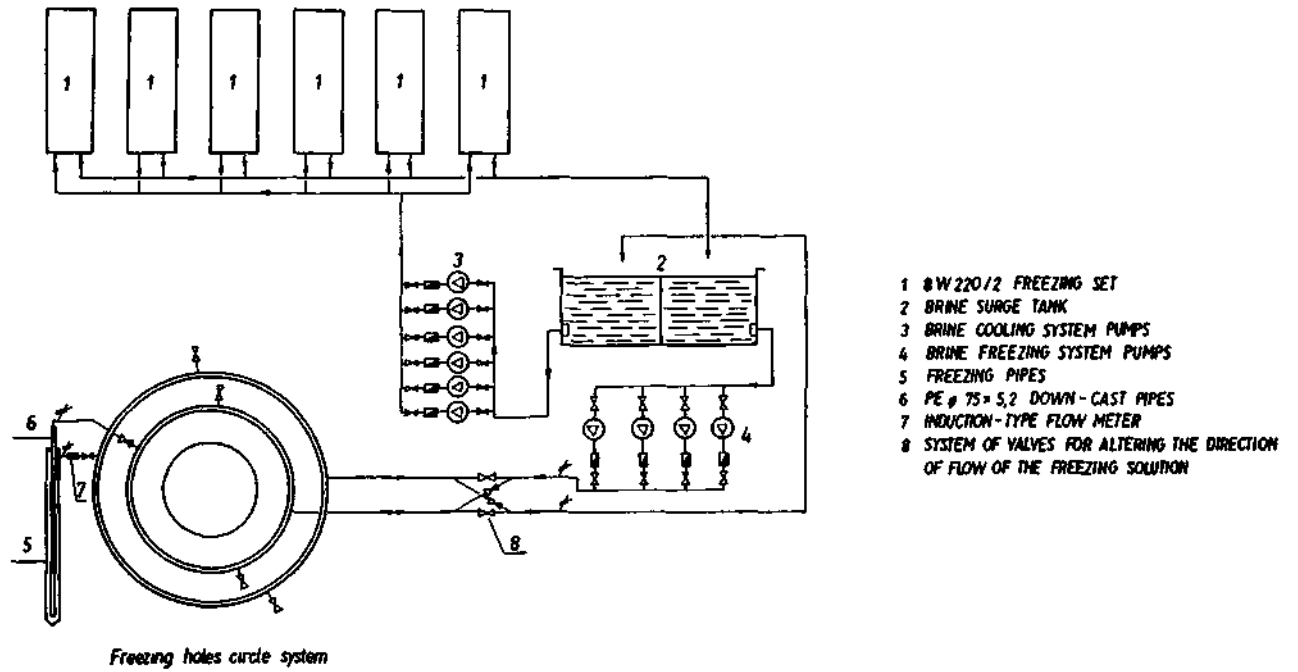 1 1 1 1 1 1
3
2
4
6
7
5
8
Freezing holes circle system
1 8W220/2 FREEZING SET
2 BRINE SURGE TANK
3 BRINE COOLING SYSTEM PUMPS
4 BRINE FREEZING SYSTEM PUMPS
5 FREEZING PIPES
6 PE φ 75×5,2 DOWN-CAST PIPES
7 INDUCTION-TYPE FLOW METER
8 SYSTEM OF VALVES FOR ALTERING THE DIRECTION
OF FLOW OF THE FREEZING SOLUTION